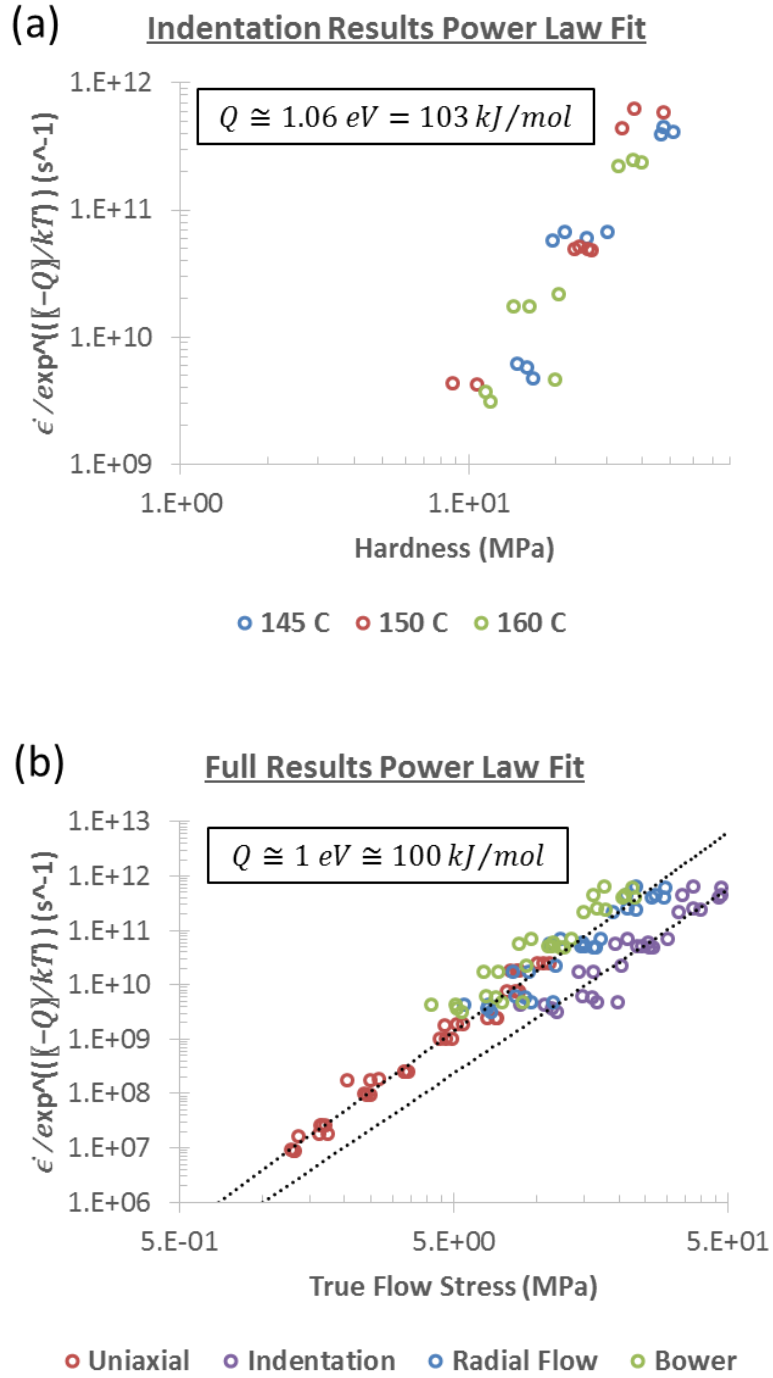 (a)
Indentation Results Power Law Fit
1.E+12
Q ≅ 1.06 eV = 103 kJ/mol
1.E+11
1.E+10
1.E+09
ϵ̇ /exp^(([(−Q)]/kT) ) (s^-1)
1.E+00
1.E+01
Hardness (MPa)
145 C
150 C
160 C
(b)
Full Results Power Law Fit
1.E+13
Q ≅ 1 eV ≅ 100 kJ/mol
1.E+12
1.E+11
1.E+10
1.E+09
1.E+08
1.E+07
1.E+06
ϵ̇ /exp^(([(−Q)]/kT) ) (s^-1)
5.E-01
5.E+00
5.E+01
True Flow Stress (MPa)
Uniaxial
Indentation
Radial Flow
Bower